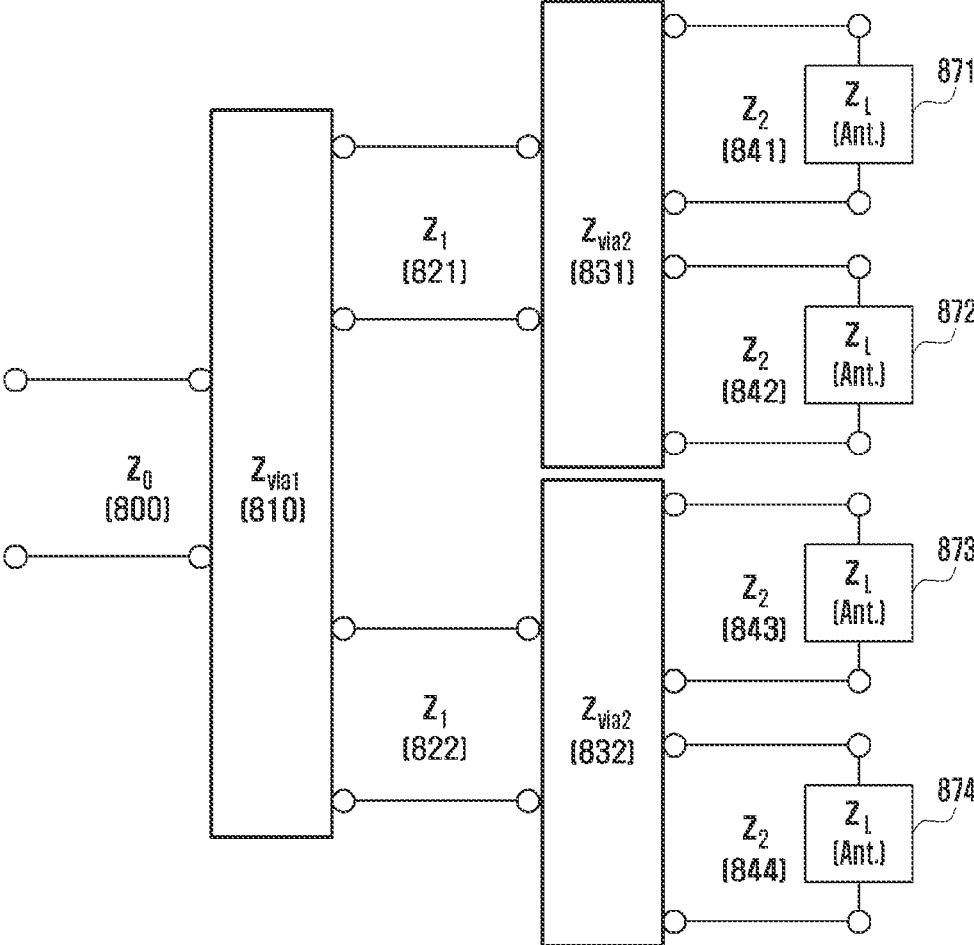 Z0
(800)
Zvia1
(810)
Z1
(821)
Z1
(822)
Zvia2
(831)
Zvia2
(832)
Z2
(841)
ZL
(Ant.)
871
Z2
(842)
ZL
(Ant.)
872
Z2
(843)
ZL
(Ant.)
873
Z2
(844)
ZL
(Ant.)
874